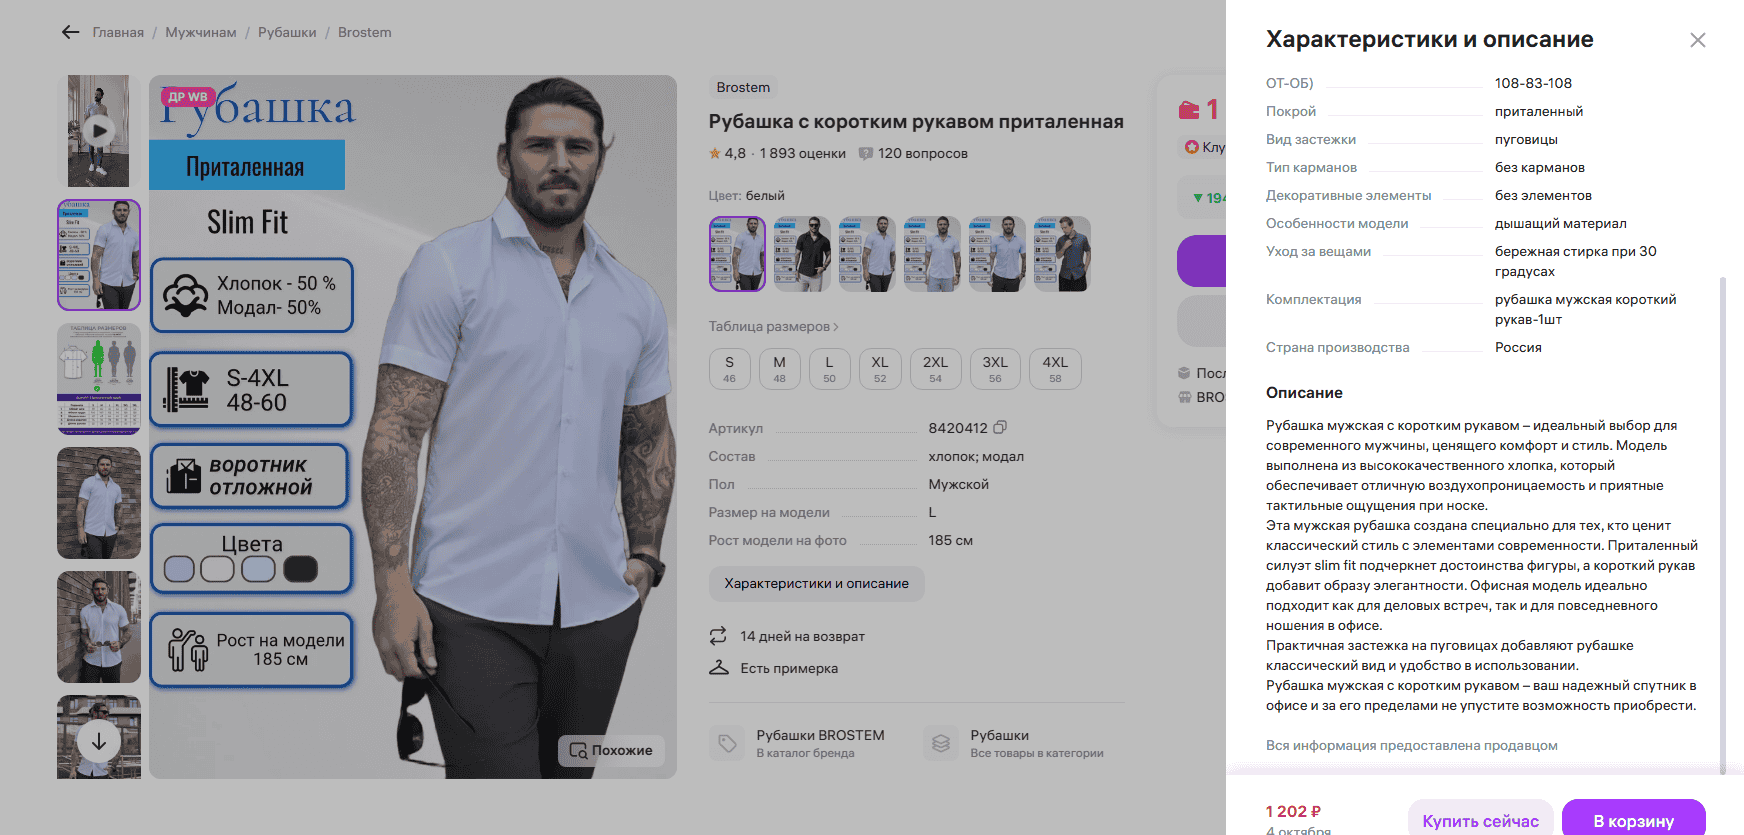 Главная / Мужчинам / Рубашки / Brostem
Рубашка
ДР WB
Приталенная
Slim Fit
Хлопок - 50 %
Модал- 50%
S-4XL
48-60
ВОРОТНИК
ОТЛОЖНОЙ
Цвета
Рост на модели
185 см
Похожие
ТАБЛИЦА РАЗМЕРОВ
Brostem
Рубашка с коротким рукавом приталенная
4,8 · 1 893 оценки 120 вопросов
Цвет: белый
Таблица размеров
S M L XL 2XL 3XL 4XL
46 48 50 52 54 56 58
Артикул 8420412
Состав хлопок; модал
Пол Мужской
Размер на модели L
Рост модели на фото 185 см
Характеристики и описание
14 дней на возврат
Есть примерка
Рубашки BROSTEM
В каталог бренда
Рубашки
Все товары в категории
1
Клу
194
Посл
BRO
Характеристики и описание
ОТ-ОБ) 108-83-108
Покрой приталенный
Вид застежки пуговицы
Тип карманов без карманов
Декоративные элементы без элементов
Особенности модели дышащий материал
Уход за вещами бережная стирка при 30
градусах
Комплектация рубашка мужская короткий
рукав-1шт
Страна производства Россия
Описание
Рубашка мужская с коротким рукавом – идеальный выбор для
современного мужчины, ценящего комфорт и стиль. Модель
выполнена из высококачественного хлопка, который
обеспечивает отличную воздухопроницаемость и приятные
тактильные ощущения при носке.
Эта мужская рубашка создана специально для тех, кто ценит
классический стиль с элементами современности. Приталенный
силуэт slim fit подчеркнет достоинства фигуры, а короткий рукав
добавит образу элегантности. Офисная модель идеально
подходит как для деловых встреч, так и для повседневного
ношения в офисе.
Практичная застежка на пуговицах добавляют рубашке
классический вид и удобство в использовании.
Рубашка мужская с коротким рукавом – ваш надежный спутник в
офисе и за его пределами не упустите возможность приобрести.
Вся информация предоставлена продавцом
1 202 ₽
4 октября
Купить сейчас
В корзину